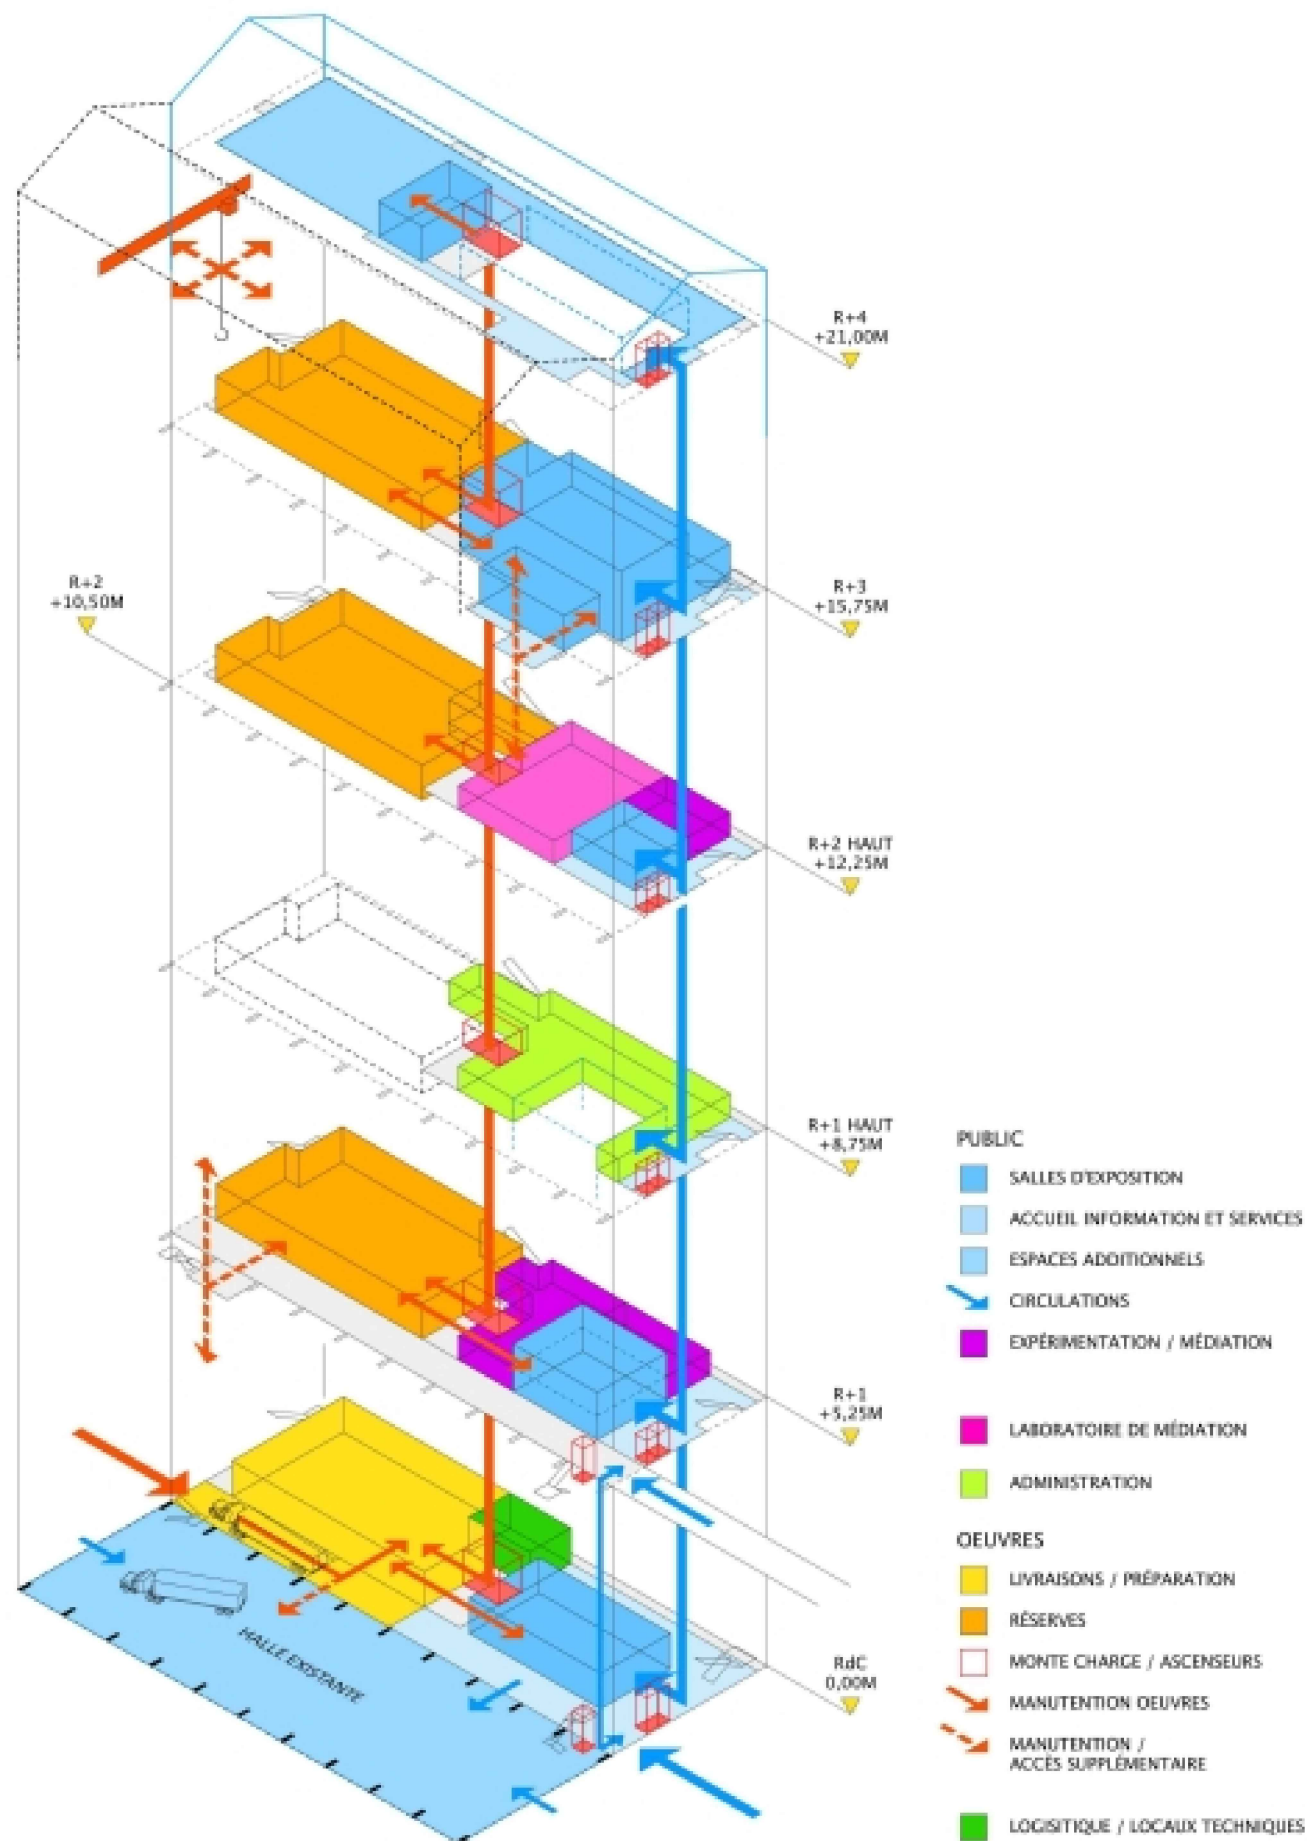 R+4
+21,00M
R+3
+15,75M
R+2
+10,50M
R+2 HAUT
+12,25M
R+1 HAUT
+8,75M
R+1
+5,25M
RdC
0,00M
HALLE EXISTANTE
PUBLIC
SALLES D'EXPOSITION
ACCUEIL INFORMATION ET SERVICES
ESPACES ADDITIONNELS
CIRCULATIONS
EXPÉRIMENTATION / MÉDIATION
LABORATOIRE DE MÉDIATION
ADMINISTRATION
OEUVRES
LIVRAISONS / PRÉPARATION
RÉSERVES
MONTE CHARGE / ASCENSEURS
MANUTENTION OEUVRES
MANUTENTION /
ACCÈS SUPPLÉMENTAIRE
LOGISITIQUE / LOCAUX TECHNIQUES